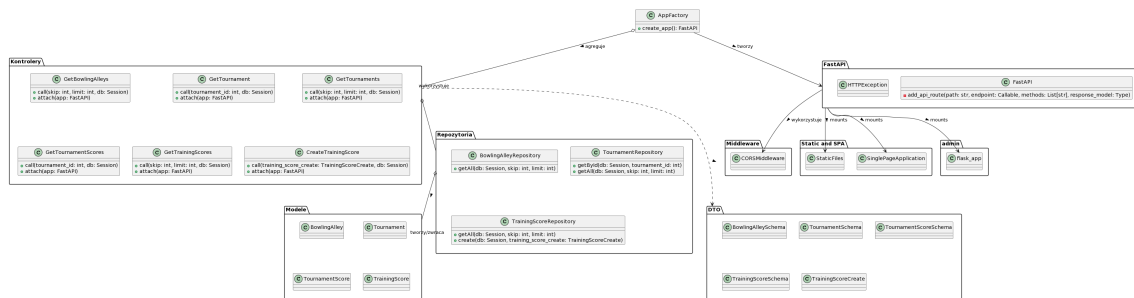 AppFactory
create_app(): FastAPI
agreguje
tworzy
Kontrolery
GetBowlingAlleys
call(skip: int, limit: int, db: Session)
attach(app: FastAPI)
GetTournament
call(tournament_id: int, db: Session)
attach(app: FastAPI)
GetTournaments
call(skip: int, limit: int, db: Session)
attach(app: FastAPI)
GetTournamentScores
call(tournament_id: int, db: Session)
attach(app: FastAPI)
GetTrainingScores
call(skip: int, limit: int, db: Session)
attach(app: FastAPI)
CreateTrainingScore
call(training_score_create: TrainingScoreCreate, db: Session)
attach(app: FastAPI)
wykorzystuje
FastAPI
HTTPException
FastAPI
add_api_route(path: str, endpoint: Callable, methods: List[str], response_model: Type)
wykorzystuje
mounts
mounts
mounts
Repozytoria
BowlingAlleyRepository
getAll(db: Session, skip: int, limit: int)
TournamentRepository
getById(db: Session, tournament_id: int)
getAll(db: Session, skip: int, limit: int)
TrainingScoreRepository
getAll(db: Session, skip: int, limit: int)
create(db: Session, training_score_create: TrainingScoreCreate)
Middleware
CORSMiddleware
Static and SPA
StaticFiles
SinglePageApplication
admin
flask_app
Modele
BowlingAlley
Tournament
TournamentScore
TrainingScore
tworzy/zwraca
DTO
BowlingAlleySchema
TournamentSchema
TournamentScoreSchema
TrainingScoreSchema
TrainingScoreCreate